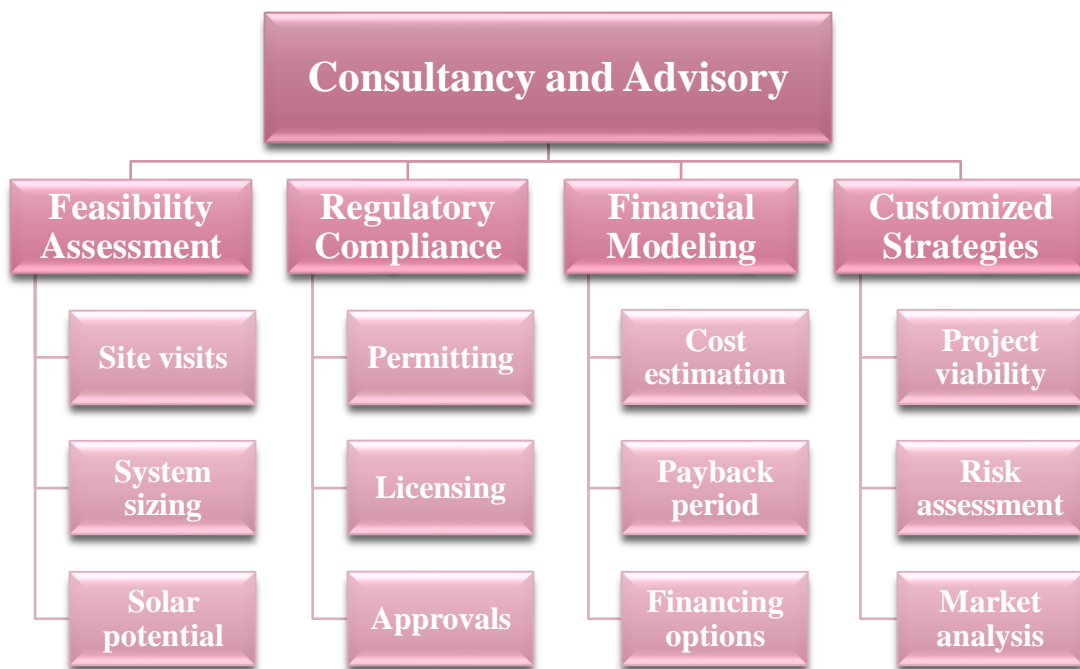 Consultancy and Advisory
Feasibility
Assessment
Site visits
System
sizing
Solar
potential
Regulatory
Compliance
Permitting
Licensing
Approvals
Financial
Modeling
Cost
estimation
Payback
period
Financing
options
Customized
Strategies
Project
viability
Risk
assessment
Market
analysis